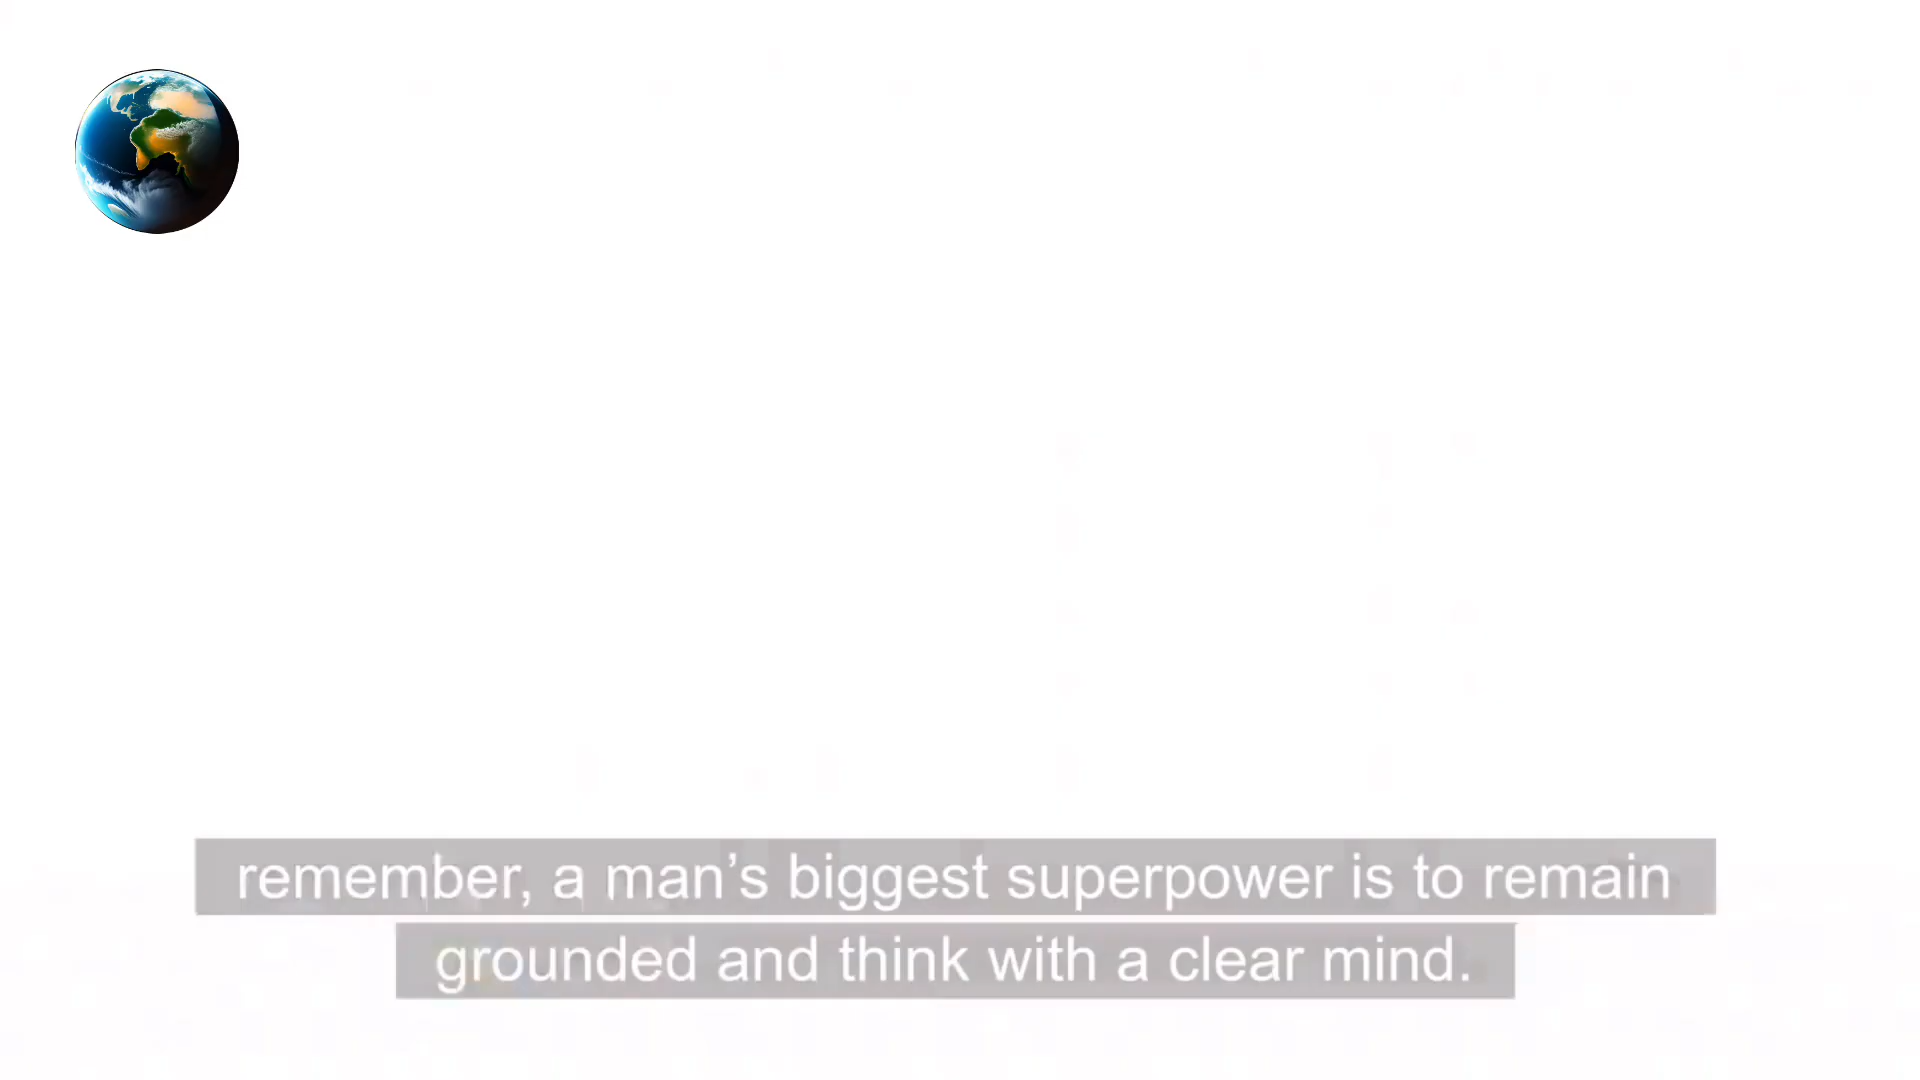 remember, a man’s biggest superpower is to remain
grounded and think with a clear mind.